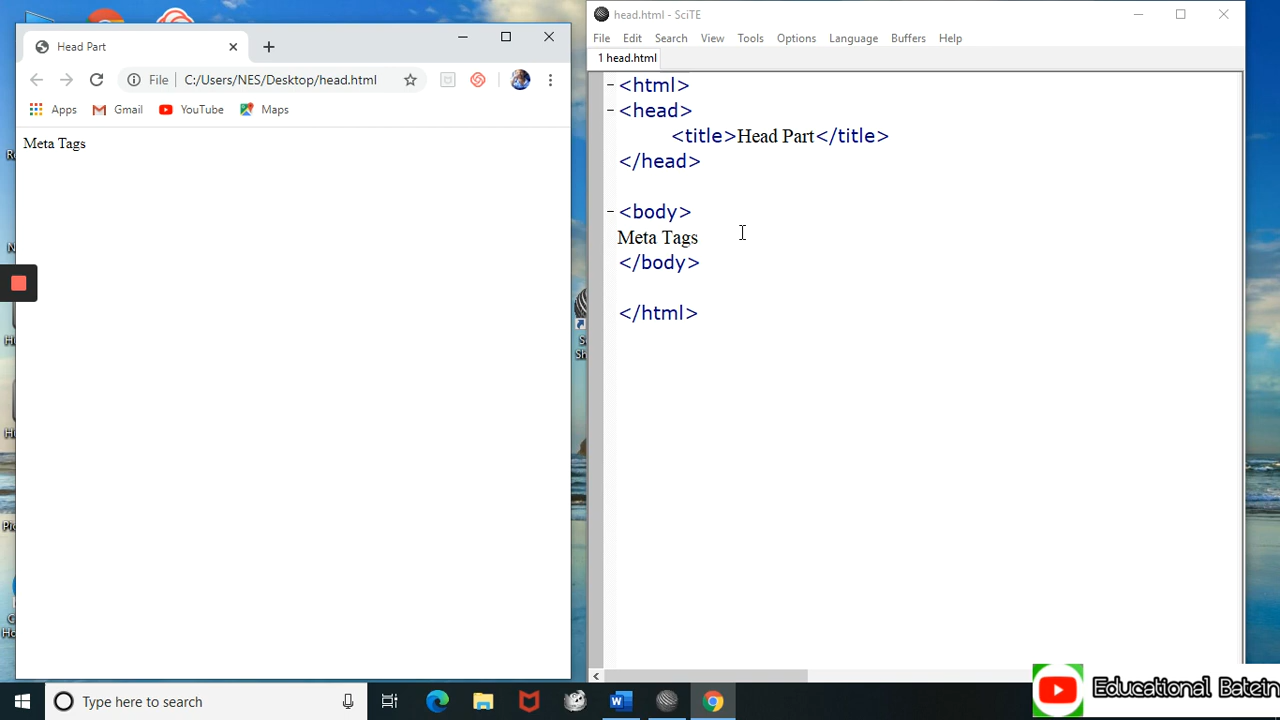 Head Part
File C:/Users/NES/Desktop/head.html
Apps Gmail YouTube Maps
Meta Tags
head.html - SciTE
File Edit Search View Tools Options Language Buffers Help
1 head.html
<html>
<head>
<title>Head Part</title>
</head>
<body>
Meta Tags
</body>
</html>
Type here to search
Educational Batein